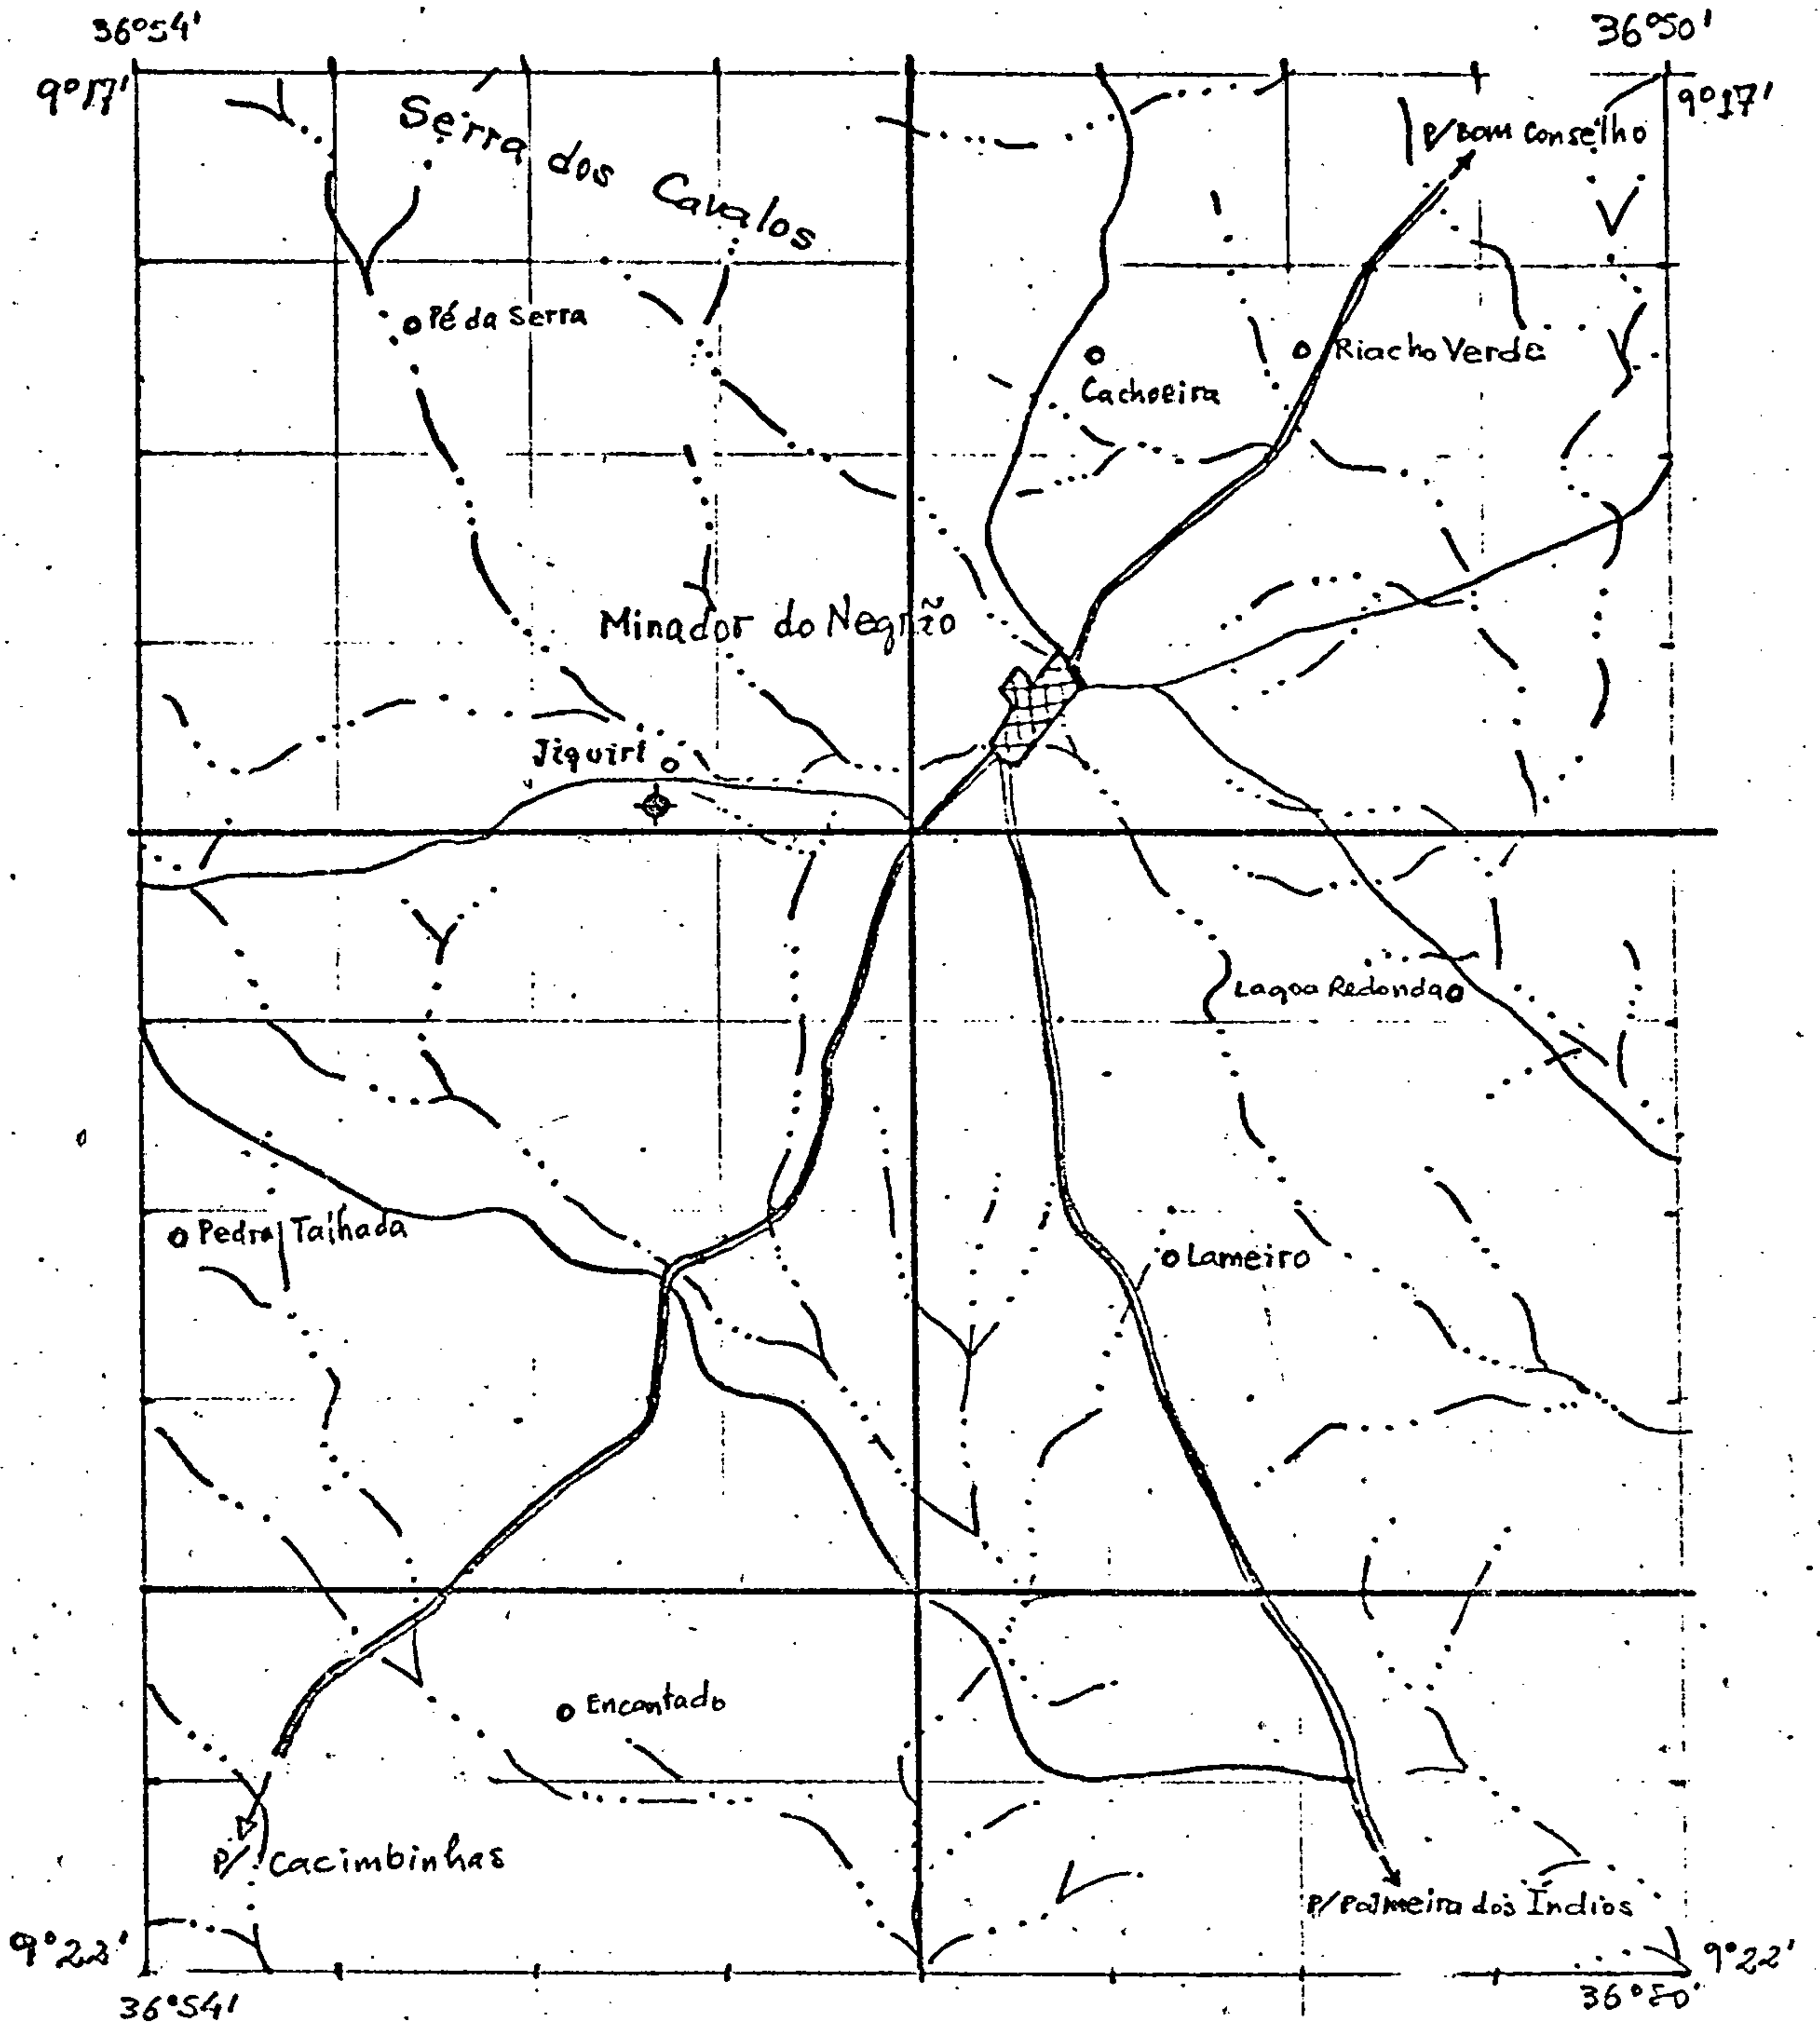 36°54'
36°50'
9°17'
9°17'
Serra dos Cavalos
P/Bom Conselho
Pé da Serra
Riacho Verde
Cachoeira
Minador do Negrão
Jiquiri
Lagoa Redonda
Pedra Talhada
Lameiro
Encantado
P/ Cacimbinhas
P/Palmeira dos Índios
9°22'
9°22'
36°54'
36°50'